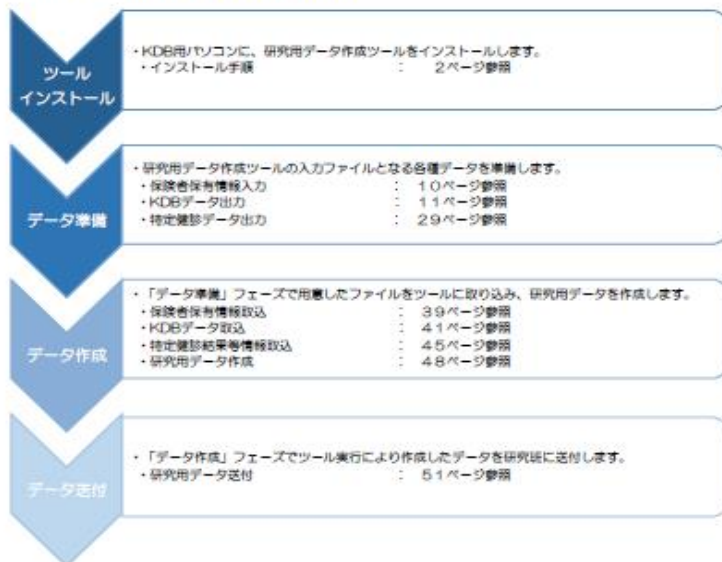 ツール
インストール
・KDB用パソコンに、研究用データ作成ツールをインストールします。
・インストール手順 ： 2ページ参照
データ準備
・研究用データ作成ツールの入力ファイルとなる各種データを準備します。
・保険者保有情報入力 ： 10ページ参照
・KDBデータ出力 ： 11ページ参照
・特定健診データ出力 ： 29ページ参照
データ作成
・「データ準備」フェーズで用意したファイルをツールに取り込み、研究用データを作成します。
・保険者保有情報取込 ： 39ページ参照
・KDBデータ取込 ： 41ページ参照
・特定健診結果等情報取込 ： 45ページ参照
・研究用データ作成 ： 48ページ参照
データ送付
・「データ作成」フェーズでツール実行により作成したデータを研究班に送付します。
・研究用データ送付 ： 51ページ参照